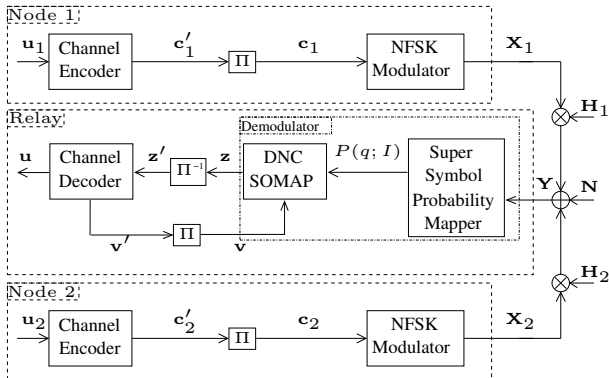 Node 1
u₁
Channel
Encoder
c′₁
Π
c₁
NFSK
Modulator
X₁
H₁
Relay
Demodulator
u
Channel
Decoder
z′
Π⁻¹
z
DNC
SOMAP
P(q; I)
Super
Symbol
Probability
Mapper
Y
N
v′
Π
v
H₂
Node 2
u₂
Channel
Encoder
c′₂
Π
c₂
NFSK
Modulator
X₂